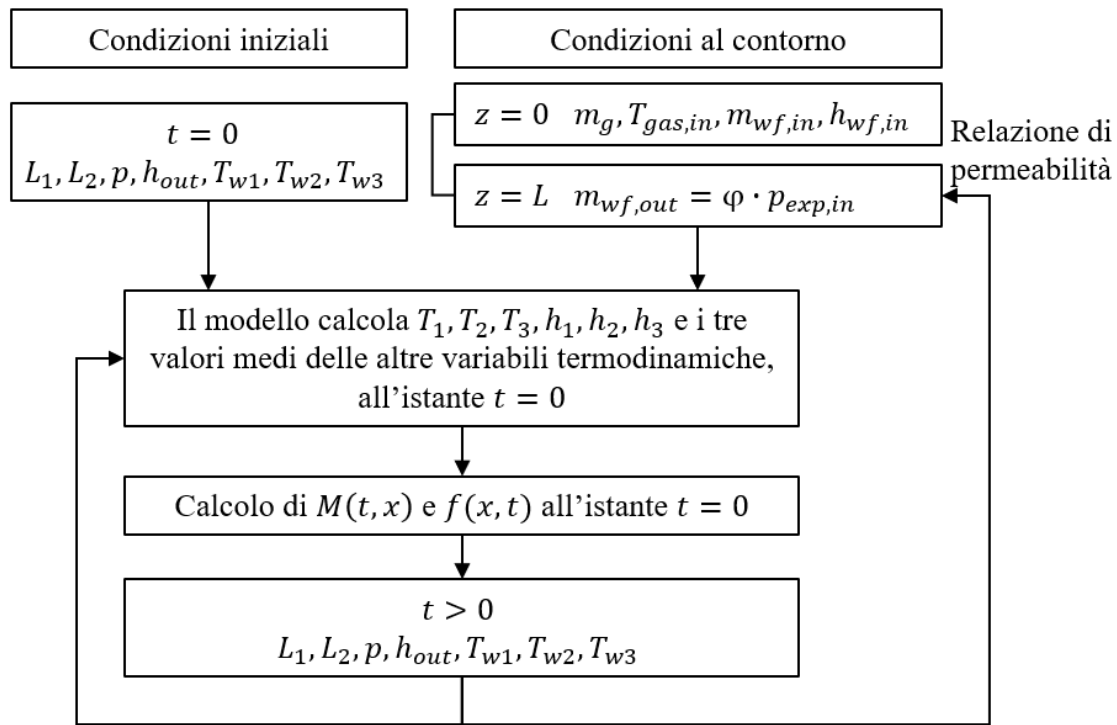 Condizioni iniziali
Condizioni al contorno
t = 0
L₁, L₂, p, hₒᵤₜ, T_w1, T_w2, T_w3
z = 0 m_g, T_gas,in, m_wf,in, h_wf,in
z = L m_wf,out = φ · p_exp,in
Relazione di
permeabilità
Il modello calcola T₁, T₂, T₃, h₁, h₂, h₃ e i tre
valori medi delle altre variabili termodinamiche,
all’istante t = 0
Calcolo di M(t, x) e f(x, t) all’istante t = 0
t > 0
L₁, L₂, p, hₒᵤₜ, T_w1, T_w2, T_w3